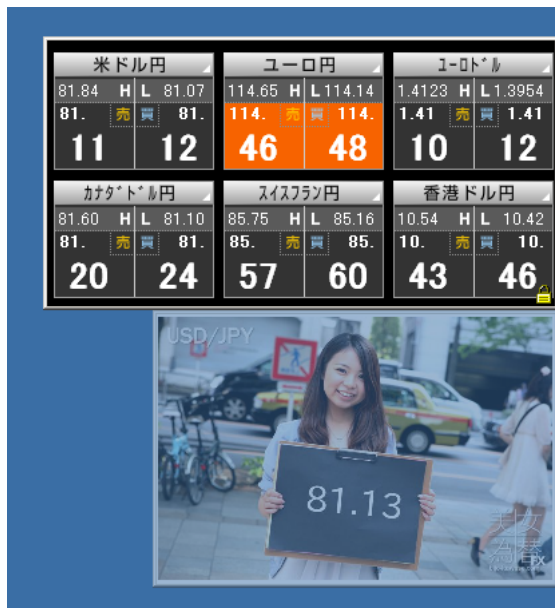 米ドル円 ユーロ円 ユーロドル
81.84 H L 81.07 114.65 H L 114.14 1.4123 H L 1.3954
81. 売 買 81. 114. 売 買 114. 1.41 売 買 1.41
11 12 46 48 10 12
カナダドル円 スイスフラン円 香港ドル円
81.60 H L 81.10 85.75 H L 85.16 10.54 H L 10.42
81. 売 買 81. 85. 売 買 85. 10. 売 買 10.
20 24 57 60 43 46
USD/JPY
81.13
美女
為替
FX